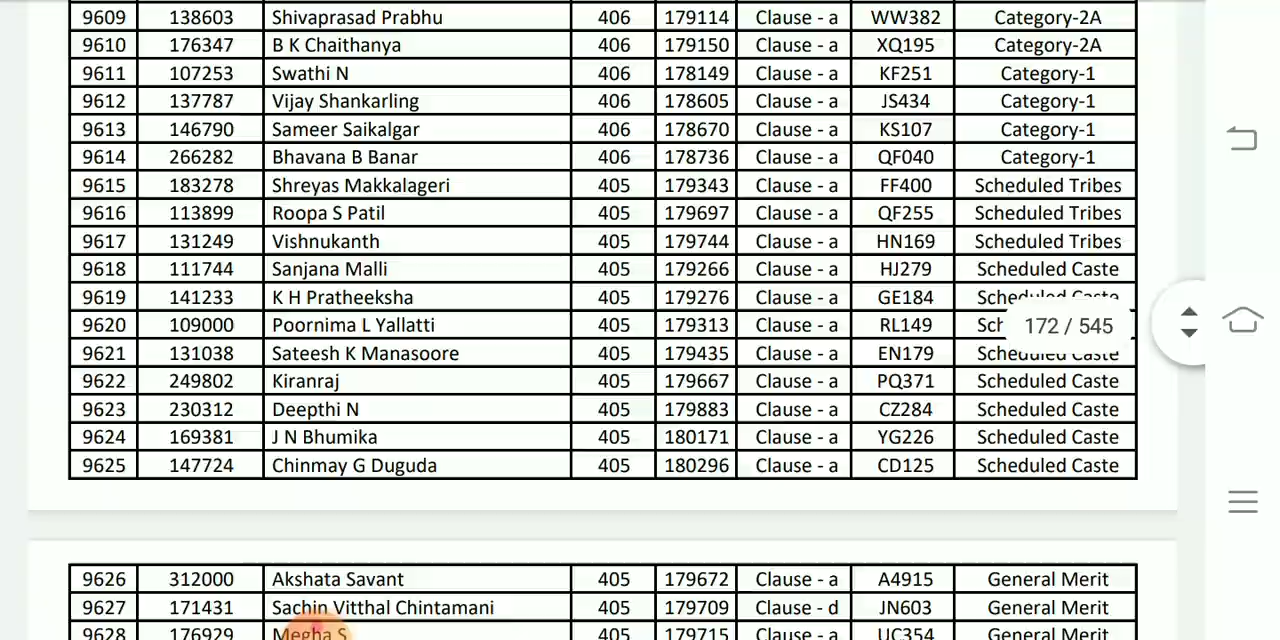 9609 138603 Shivaprasad Prabhu 406 179114 Clause - a WW382 Category-2A
9610 176347 B K Chaithanya 406 179150 Clause - a XQ195 Category-2A
9611 107253 Swathi N 406 178149 Clause - a KF251 Category-1
9612 137787 Vijay Shankarling 406 178605 Clause - a JS434 Category-1
9613 146790 Sameer Saikalgar 406 178670 Clause - a KS107 Category-1
9614 266282 Bhavana B Banar 406 178736 Clause - a QF040 Category-1
9615 183278 Shreyas Makkalageri 405 179343 Clause - a FF400 Scheduled Tribes
9616 113899 Roopa S Patil 405 179697 Clause - a QF255 Scheduled Tribes
9617 131249 Vishnukanth 405 179744 Clause - a HN169 Scheduled Tribes
9618 111744 Sanjana Malli 405 179266 Clause - a HJ279 Scheduled Caste
9619 141233 K H Pratheeksha 405 179276 Clause - a GE184 Scheduled Caste
9620 109000 Poornima L Yallatti 405 179313 Clause - a RL149 Sch
172 / 545
9621 131038 Sateesh K Manasoore 405 179435 Clause - a EN179 Scheduled Caste
9622 249802 Kiranraj 405 179667 Clause - a PQ371 Scheduled Caste
9623 230312 Deepthi N 405 179883 Clause - a CZ284 Scheduled Caste
9624 169381 J N Bhumika 405 180171 Clause - a YG226 Scheduled Caste
9625 147724 Chinmay G Duguda 405 180296 Clause - a CD125 Scheduled Caste
9626 312000 Akshata Savant 405 179672 Clause - a A4915 General Merit
9627 171431 Sachin Vitthal Chintamani 405 179709 Clause - d JN603 General Merit
9628 176929 Megha S 405 179715 Clause - a UC354 General Merit